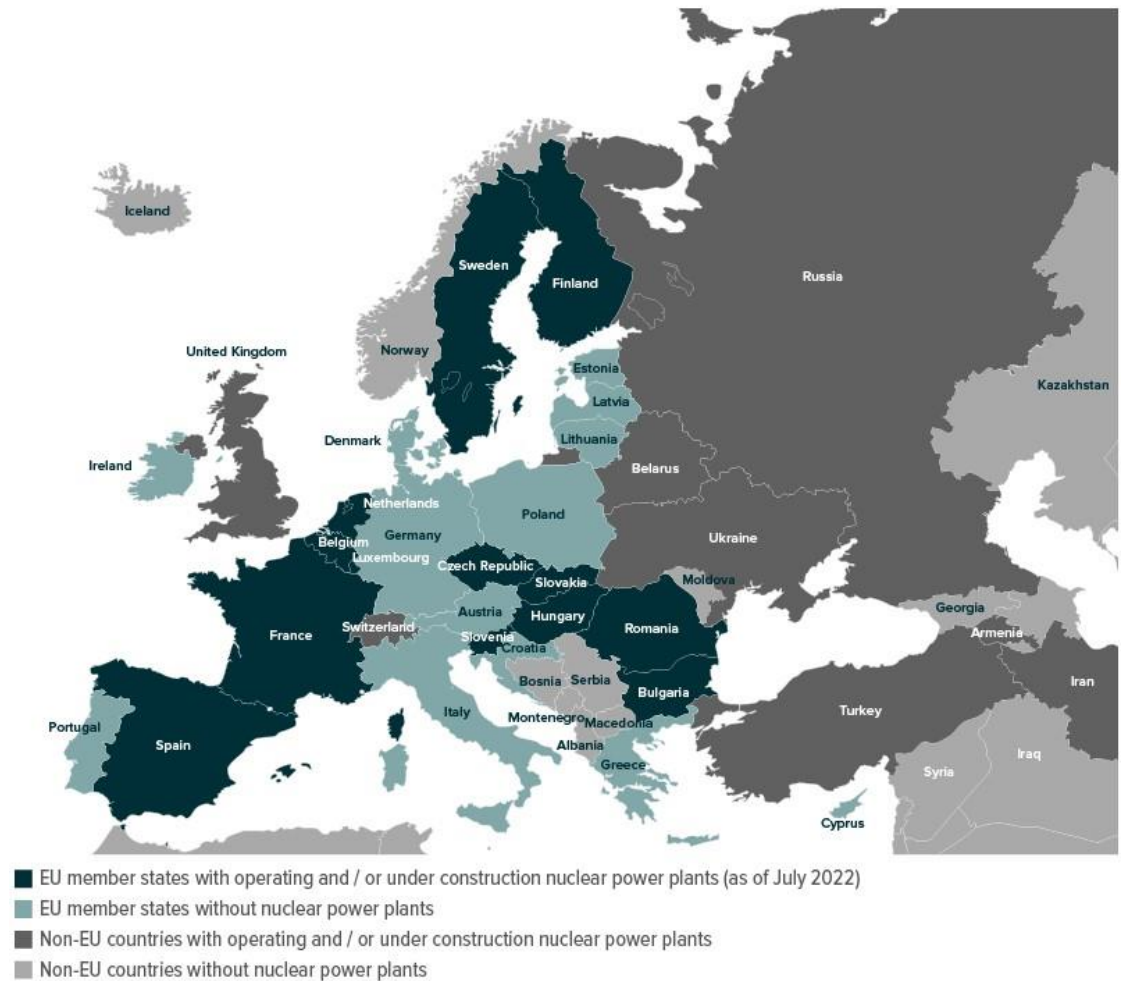 Iceland
Sweden
Finland
Russia
Norway
United Kingdom
Estonia
Kazakhstan
Latvia
Denmark
Lithuania
Ireland
Belarus
Netherlands
Poland
Germany
Ukraine
Belgium
Luxembourg
Czech Republic
Slovakia
Moldova
Austria
Georgia
Hungary
Switzerland
Romania
France
Armenia
Slovenia
Croatia
Bosnia
Serbia
Iran
Bulgaria
Turkey
Italy
Montenegro
Macedonia
Portugal
Spain
Albania
Iraq
Greece
Syria
Cyprus
EU member states with operating and / or under construction nuclear power plants (as of July 2022)
EU member states without nuclear power plants
Non-EU countries with operating and / or under construction nuclear power plants
Non-EU countries without nuclear power plants